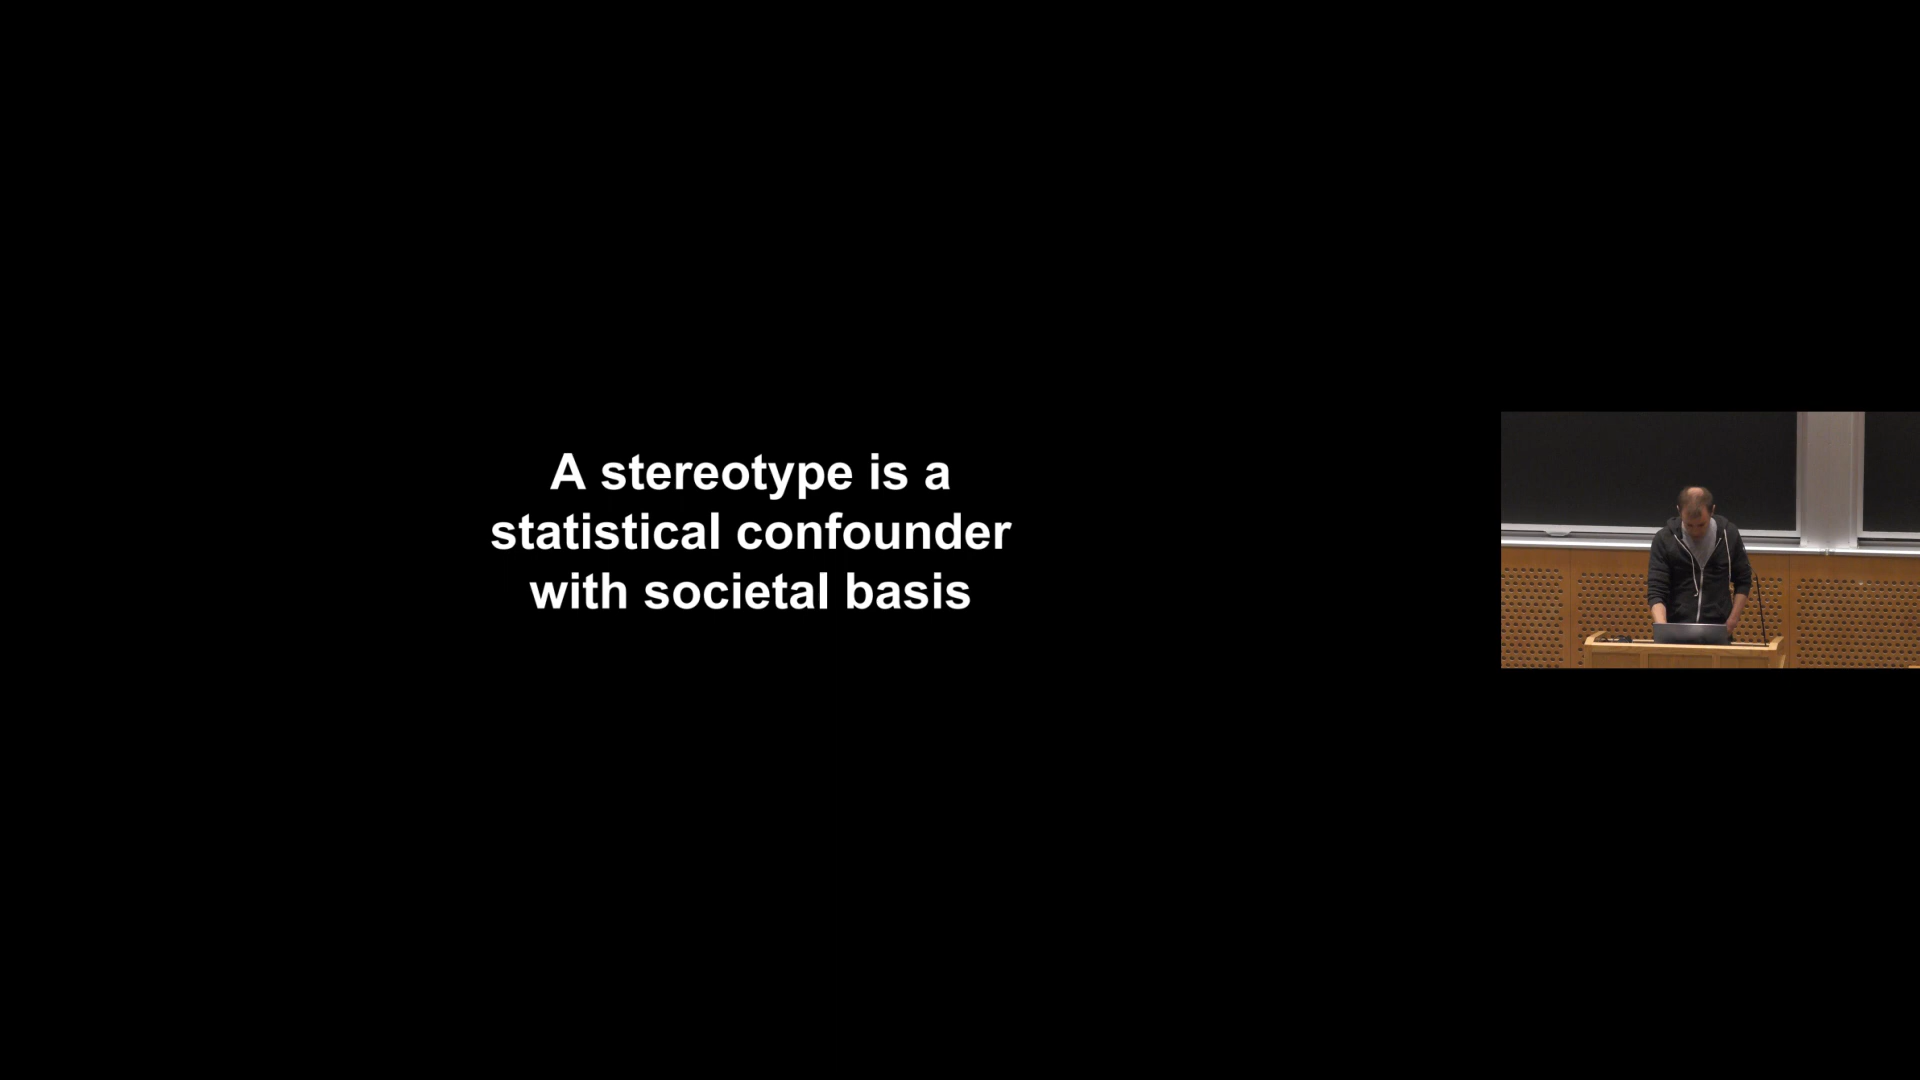 A stereotype is a
statistical confounder
with societal basis